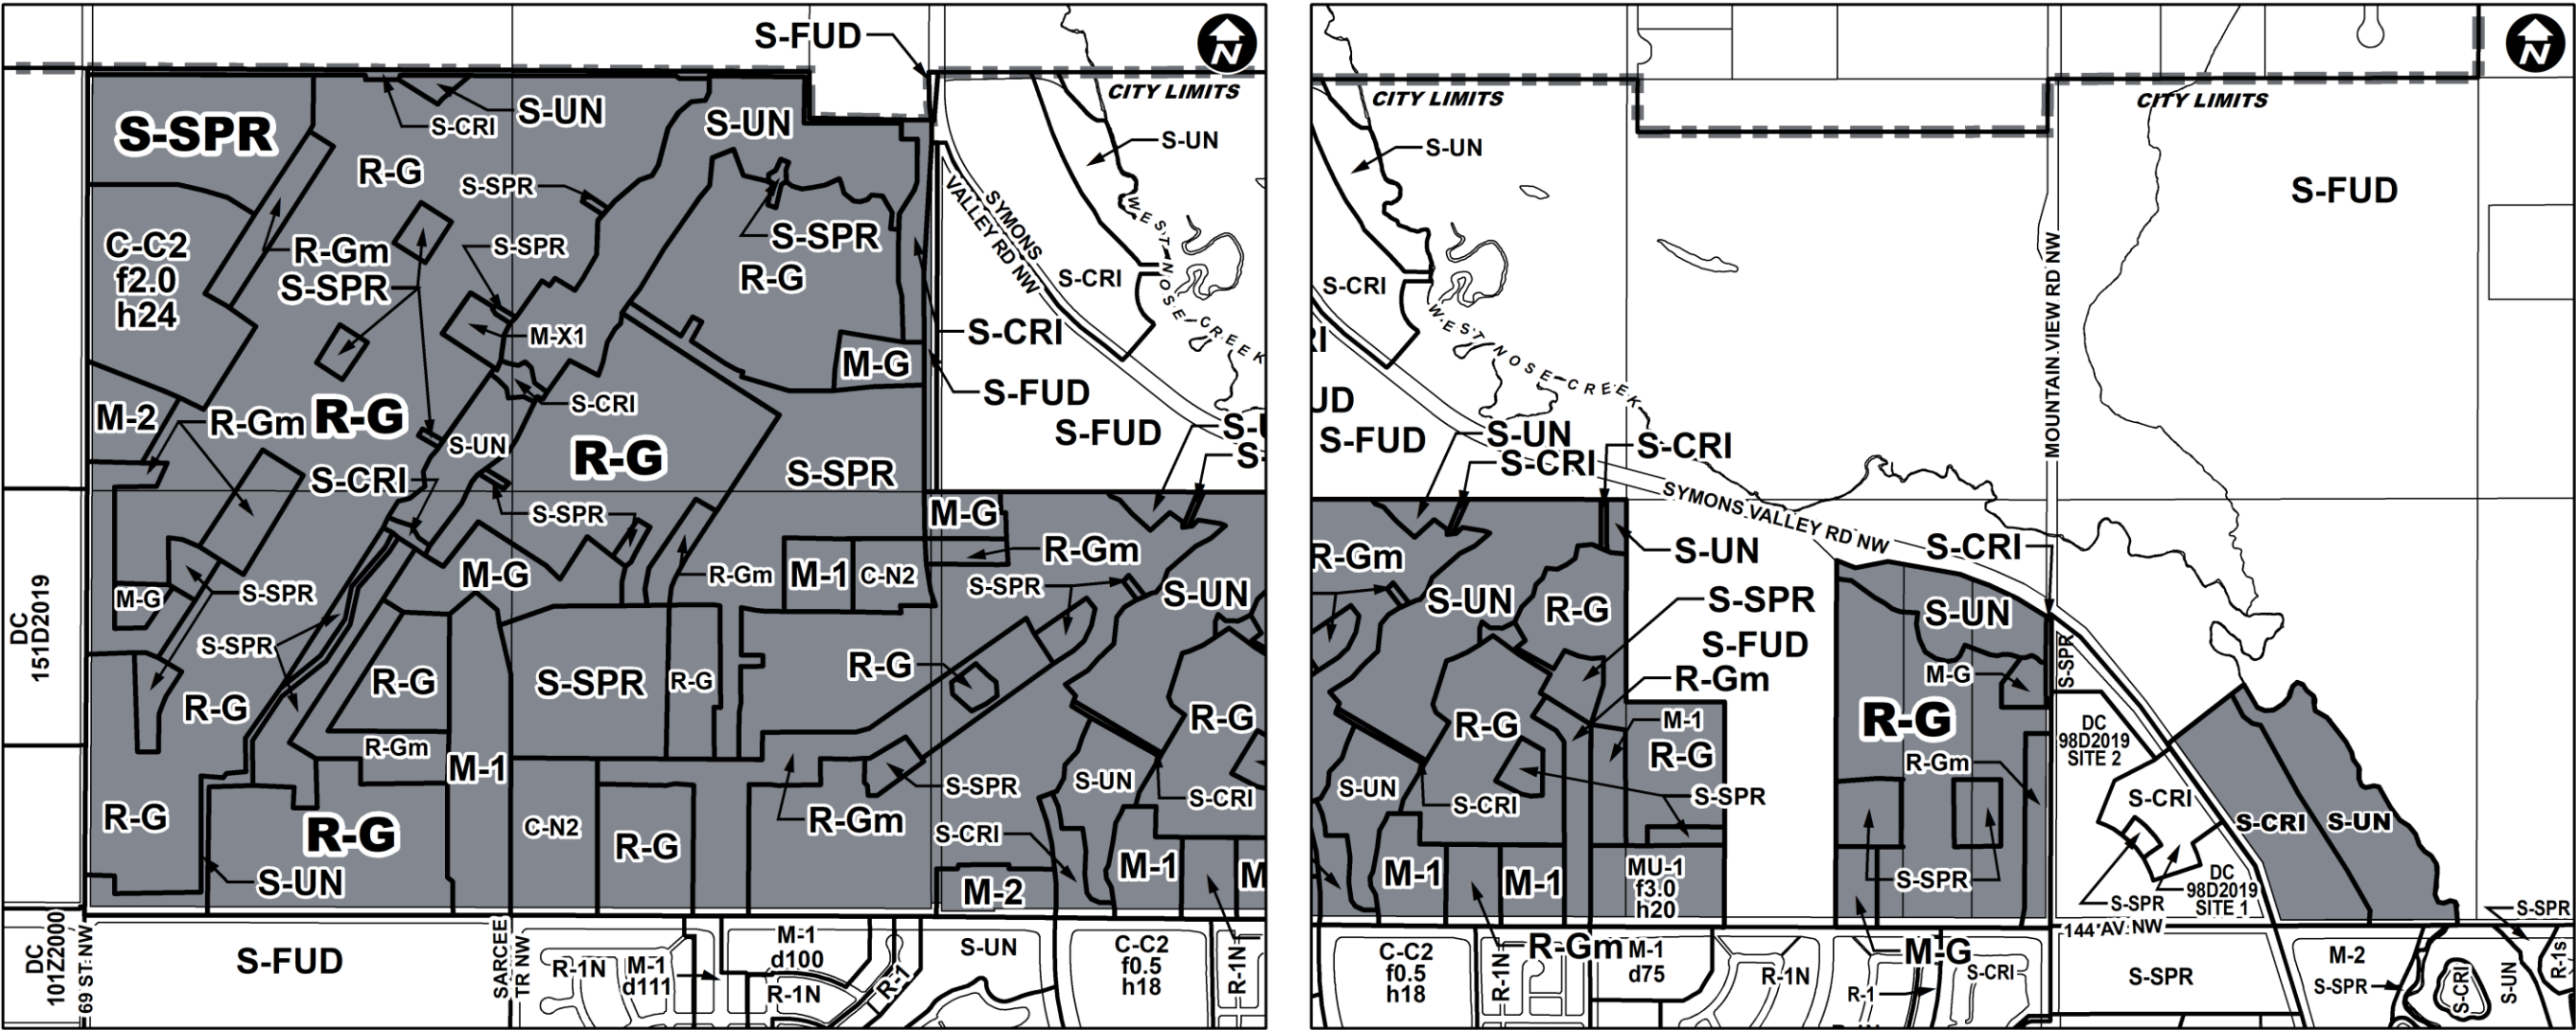 S-FUD
N
CITY LIMITS
S-SPR
S-CRI
S-UN
S-UN
S-UN
R-G
S-SPR
C-C2
f2.0
h24
R-Gm
S-SPR
S-SPR
S-SPR
R-G
SYMONS
VALLEY RD NW
WEST NOSE CREEK
S-CRI
M-X1
S-CRI
M-G
S-FUD
S-CRI
M-2
R-Gm
R-G
S-UN
R-G
S-FUD
S-CRI
S-SPR
S-SPR
M-G
R-Gm
DC
151D2019
M-G
S-SPR
M-G
R-Gm
M-1
C-N2
S-SPR
S-UN
S-SPR
R-G
R-G
S-SPR
R-G
R-G
R-G
R-Gm
M-1
S-UN
S-CRI
S-SPR
R-G
R-G
C-N2
R-G
R-Gm
S-CRI
M-1
S-UN
M-2
DC
101Z2000
69 ST NW
S-FUD
SARCEE
TR NW
R-1N
M-1
d111
M-1
d100
R-1N
R-1
S-UN
C-C2
f0.5
h18
R-1N
N
CITY LIMITS
CITY LIMITS
S-UN
S-FUD
S-CRI
WEST NOSE CREEK
MOUNTAIN VIEW RD NW
S-FUD
S-UN
S-CRI
S-CRI
SYMONS VALLEY RD NW
R-Gm
S-UN
S-CRI
S-UN
R-G
S-SPR
S-UN
S-FUD
R-Gm
M-G
S-SPR
R-G
M-1
R-G
R-G
DC
98D2019
SITE 2
R-Gm
S-UN
S-CRI
S-SPR
S-CRI
S-CRI
S-UN
M-1
M-1
MU-1
f3.0
h20
S-SPR
S-SPR
DC
98D2019
SITE 1
S-SPR
144 AV NW
C-C2
f0.5
h18
R-1N
R-Gm
M-1
d75
R-1N
M-G
R-1
S-CRI
S-SPR
M-2
S-SPR
S-CRI
S-UN
R-1s